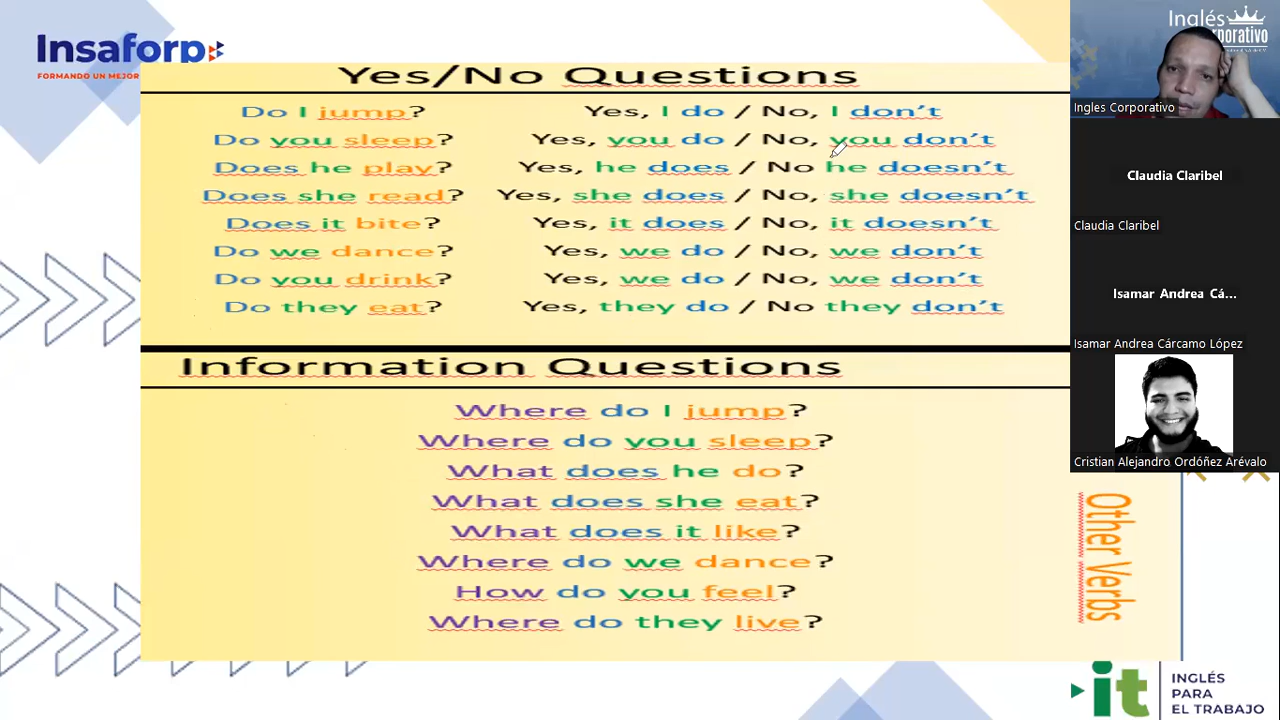 Insaforp
FORMANDO UN MEJOR
Yes/No Questions
Do I jump? Yes, I do / No, I don't
Do you sleep? Yes, you do / No, you don't
Does he play? Yes, he does / No he doesn't
Does she read? Yes, she does / No, she doesn't
Does it bite? Yes, it does / No, it doesn't
Do we dance? Yes, we do / No, we don't
Do you drink? Yes, we do / No, we don't
Do they eat? Yes, they do / No they don't
Information Questions
Where do I jump?
Where do you sleep?
What does he do?
What does she eat?
What does it like?
Where do we dance?
How do you feel?
Where do they live?
Other Verbs
Inglés
Ingles Corporativo
Claudia Claribel
Claudia Claribel
Isamar Andrea Cá...
Isamar Andrea Cárcamo López
Cristian Alejandro Ordóñez Arévalo
it
INGLÉS
PARA
EL TRABAJO